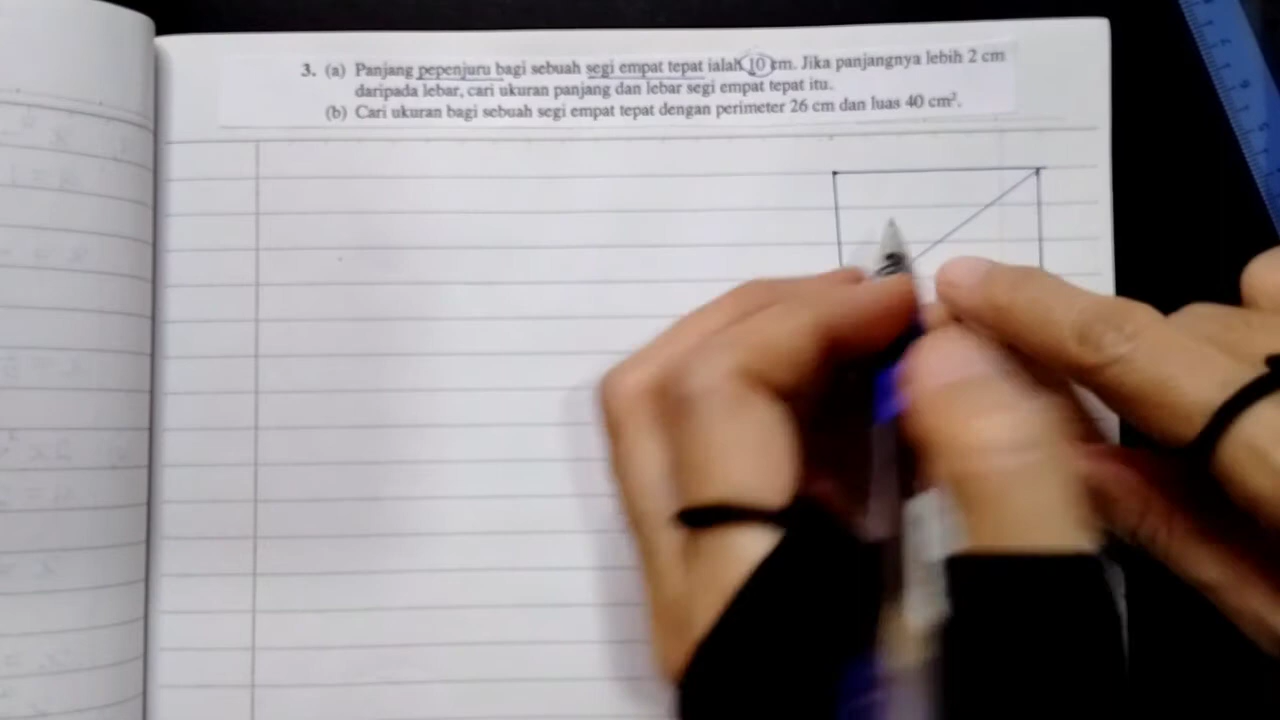 3. (a) Panjang pepenjuru bagi sebuah segi empat tepat ialah 10 cm. Jika panjangnya lebih 2 cm
daripada lebar, cari ukuran panjang dan lebar segi empat tepat itu.
(b) Cari ukuran bagi sebuah segi empat tepat dengan perimeter 26 cm dan luas 40 cm².